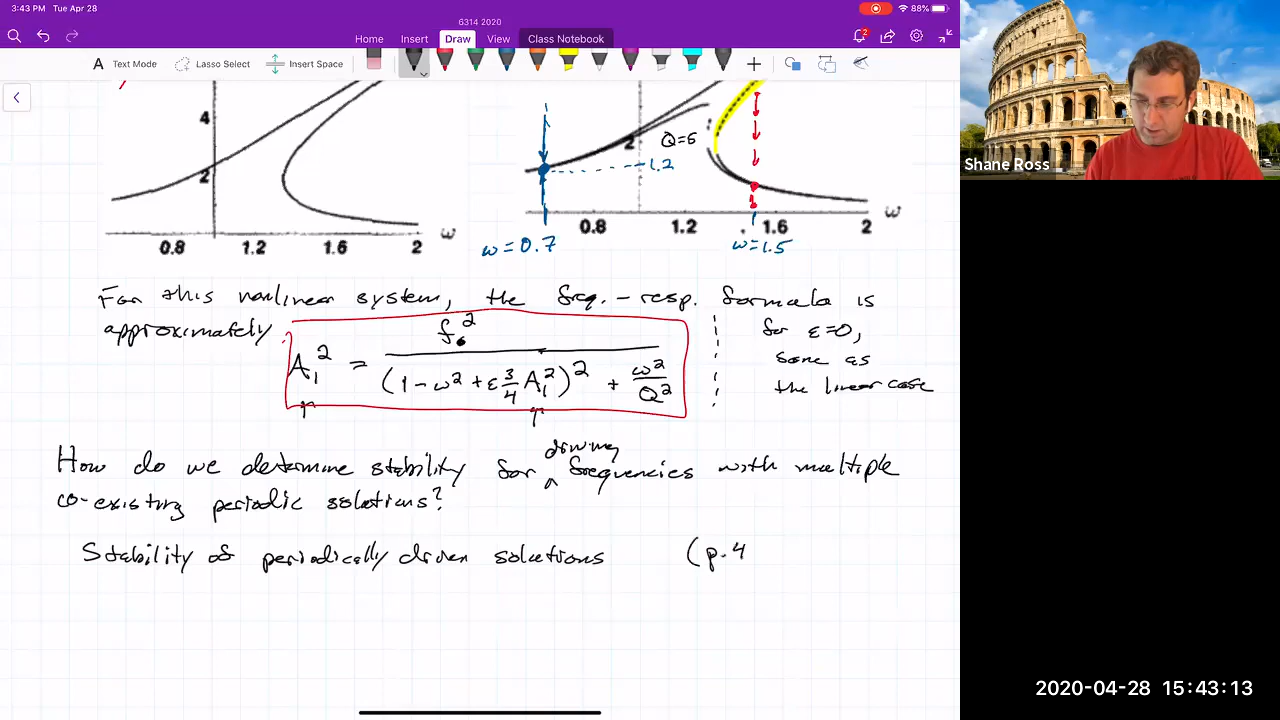 3:43 PM Tue Apr 28
88%
6314 2020
Home Insert Draw View Class Notebook
2
A Text Mode Lasso Select Insert Space
4
2
0.8 1.2 1.6 2 ω
2
Q=5
1.2
0.8 1.2 1.6 2 ω
ω=0.7 ω=1.5
For this nonlinear system, the freq.-resp. formula is
approximately
A₁² = f₀² / ((1-ω²+ε 3/4 A₁²)² + ω²/Q²)
for ε=0,
same as
the linear case
How do we determine stability for driving frequencies with multiple
co-existing periodic solutions?
Stability of periodically driven solutions (p.4
Shane Ross
2020-04-28 15:43:13